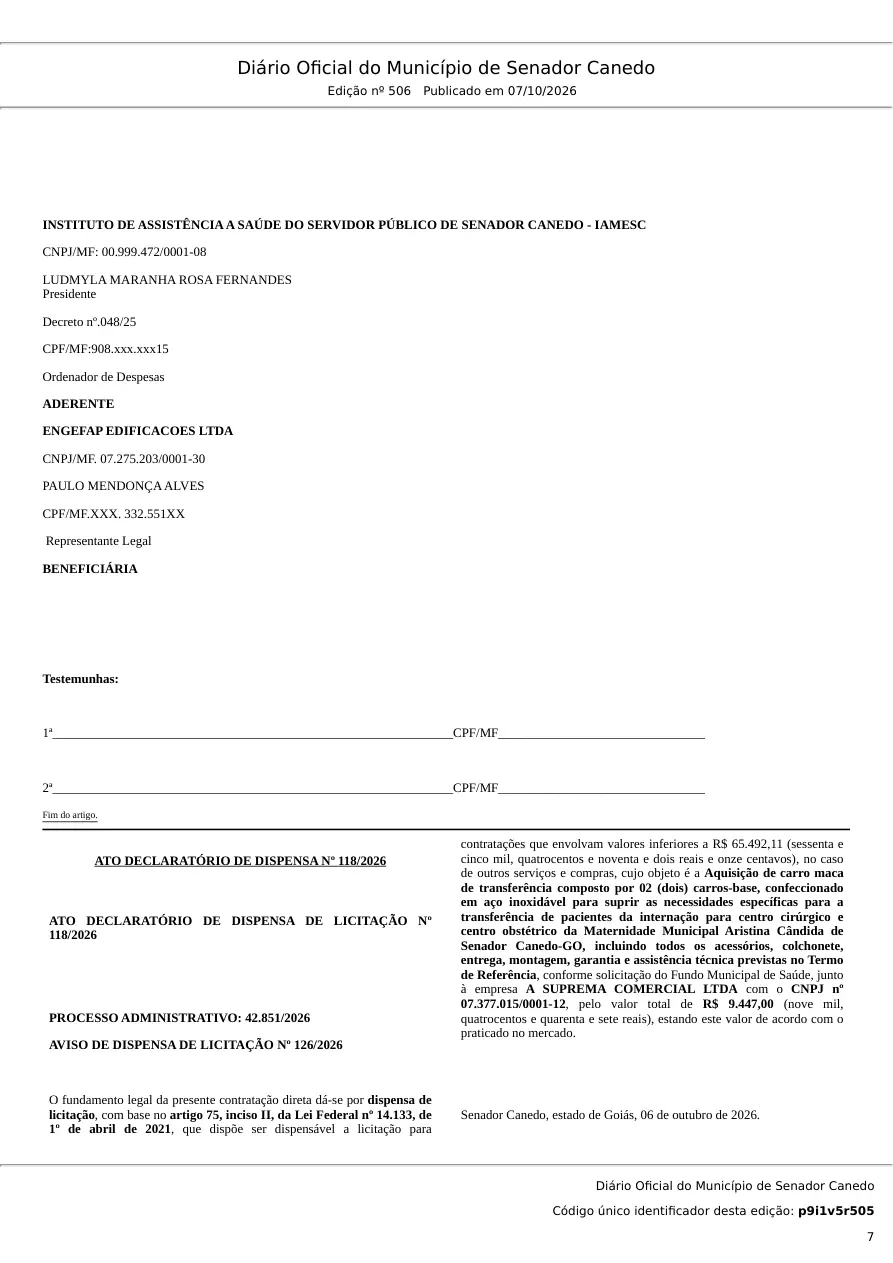 Diário Oficial do Município de Senador Canedo
Edição nº 506   Publicado em 07/10/2026
INSTITUTO DE ASSISTÊNCIA A SAÚDE DO SERVIDOR PÚBLICO DE SENADOR CANEDO - IAMESC
CNPJ/MF: 00.999.472/0001-08
LUDMYLA MARANHA ROSA FERNANDES
Presidente
Decreto nº.048/25
CPF/MF:908.xxx.xxx15
Ordenador de Despesas
ADERENTE
ENGEFAP EDIFICACOES LTDA
CNPJ/MF. 07.275.203/0001-30
PAULO MENDONÇA ALVES
CPF/MF.XXX. 332.551XX
Representante Legal
BENEFICIÁRIA
Testemunhas:
1ª______________________________________________________________CPF/MF________________________________
2ª______________________________________________________________CPF/MF________________________________
Fim do artigo.
ATO DECLARATÓRIO DE DISPENSA Nº 118/2026
ATO DECLARATÓRIO DE DISPENSA DE LICITAÇÃO Nº
118/2026
PROCESSO ADMINISTRATIVO: 42.851/2026
AVISO DE DISPENSA DE LICITAÇÃO Nº 126/2026
O fundamento legal da presente contratação direta dá-se por dispensa de
licitação, com base no artigo 75, inciso II, da Lei Federal nº 14.133, de
1º de abril de 2021, que dispõe ser dispensável a licitação para
contratações que envolvam valores inferiores a R$ 65.492,11 (sessenta e
cinco mil, quatrocentos e noventa e dois reais e onze centavos), no caso
de outros serviços e compras, cujo objeto é a Aquisição de carro maca
de transferência composto por 02 (dois) carros-base, confeccionado
em aço inoxidável para suprir as necessidades específicas para a
transferência de pacientes da internação para centro cirúrgico e
centro obstétrico da Maternidade Municipal Aristina Cândida de
Senador Canedo-GO, incluindo todos os acessórios, colchonete,
entrega, montagem, garantia e assistência técnica previstas no Termo
de Referência, conforme solicitação do Fundo Municipal de Saúde, junto
à empresa A SUPREMA COMERCIAL LTDA com o CNPJ nº
07.377.015/0001-12, pelo valor total de R$ 9.447,00 (nove mil,
quatrocentos e quarenta e sete reais), estando este valor de acordo com o
praticado no mercado.
Senador Canedo, estado de Goiás, 06 de outubro de 2026.
Diário Oficial do Município de Senador Canedo
Código único identificador desta edição: p9i1v5r505
7